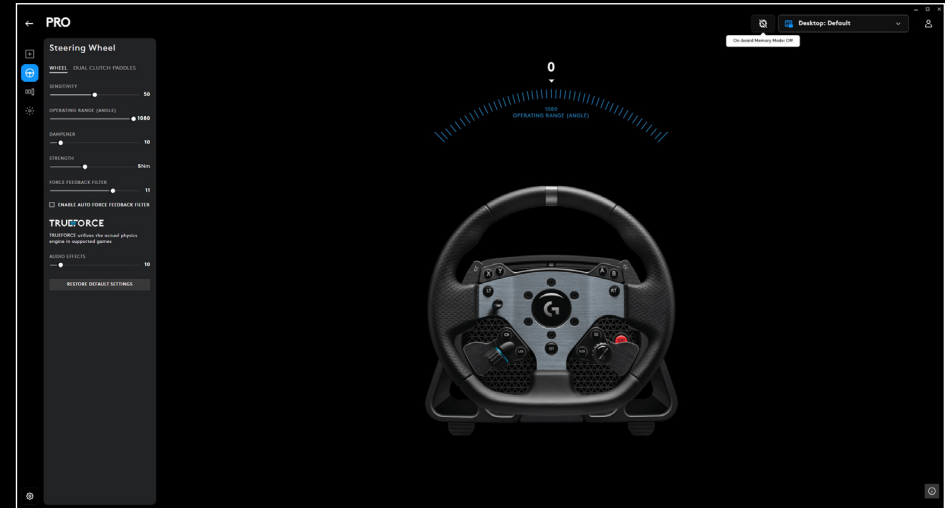 PRO
Desktop: Default
On-board Memory Mode: Off
Steering Wheel
WHEEL DUAL CLUTCH PADDLES
SENSITIVITY
50
OPERATING RANGE (ANGLE)
1080
DAMPENER
10
STRENGTH
5Nm
FORCE FEEDBACK FILTER
11
ENABLE AUTO FORCE FEEDBACK FILTER
TRUEFORCE
TRUEFORCE utilizes the actual physics
engine in supported games
AUDIO EFFECTS
10
RESTORE DEFAULT SETTINGS
0
1080
OPERATING RANGE (ANGLE)
X Y A B
LT RT